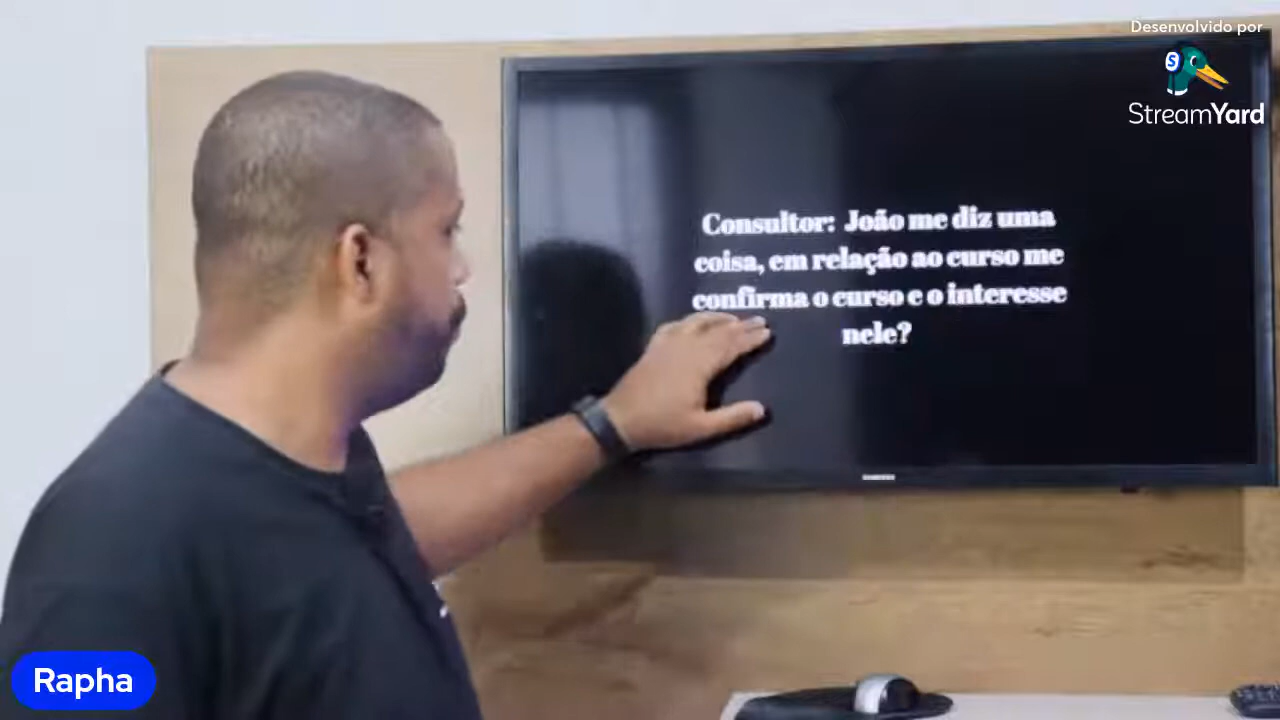 Desenvolvido por
StreamYard
Consultor: João me diz uma
coisa, em relação ao curso me
confirma o curso e o interesse
nele?
Rapha